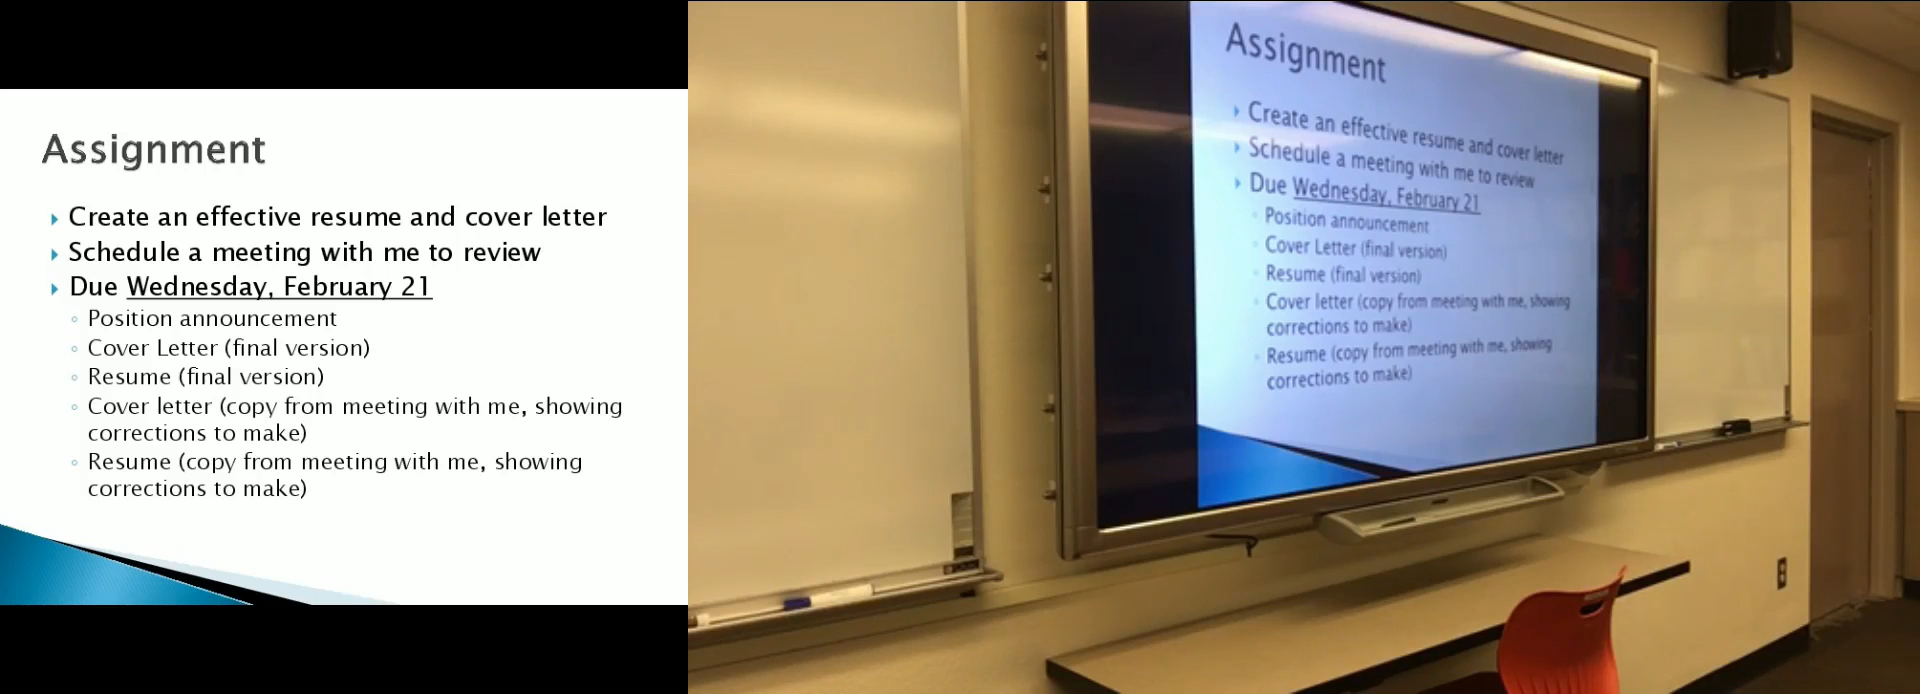 Assignment
Create an effective resume and cover letter
Schedule a meeting with me to review
Due Wednesday, February 21
Position announcement
Cover Letter (final version)
Resume (final version)
Cover letter (copy from meeting with me, showing
corrections to make)
Resume (copy from meeting with me, showing
corrections to make)
Assignment
Create an effective resume and cover letter
Schedule a meeting with me to review
Due Wednesday, February 21
Position announcement
Cover Letter (final version)
Resume (final version)
Cover letter (copy from meeting with me, showing
corrections to make)
Resume (copy from meeting with me, showing
corrections to make)